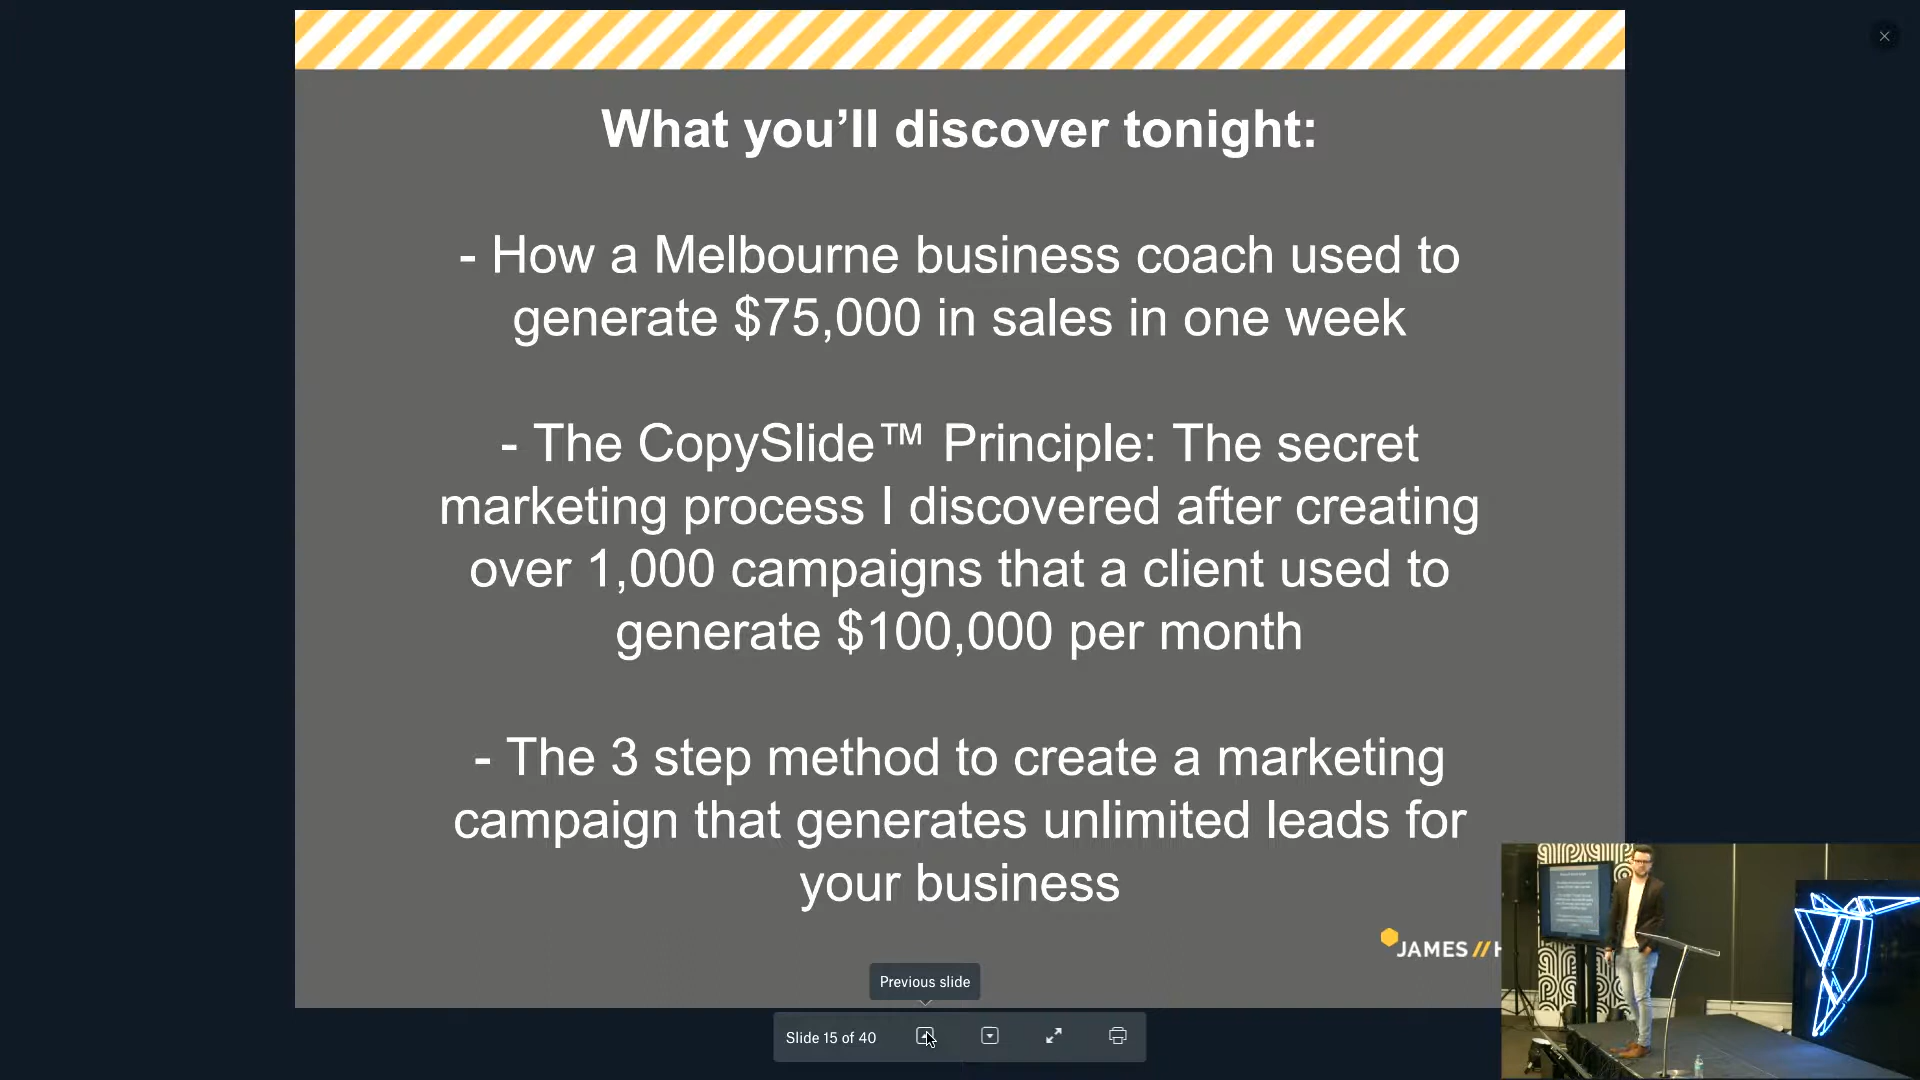 What you’ll discover tonight:
- How a Melbourne business coach used to
generate $75,000 in sales in one week
- The CopySlide™ Principle: The secret
marketing process I discovered after creating
over 1,000 campaigns that a client used to
generate $100,000 per month
- The 3 step method to create a marketing
campaign that generates unlimited leads for
your business
JAMES // H
Previous slide
Slide 15 of 40